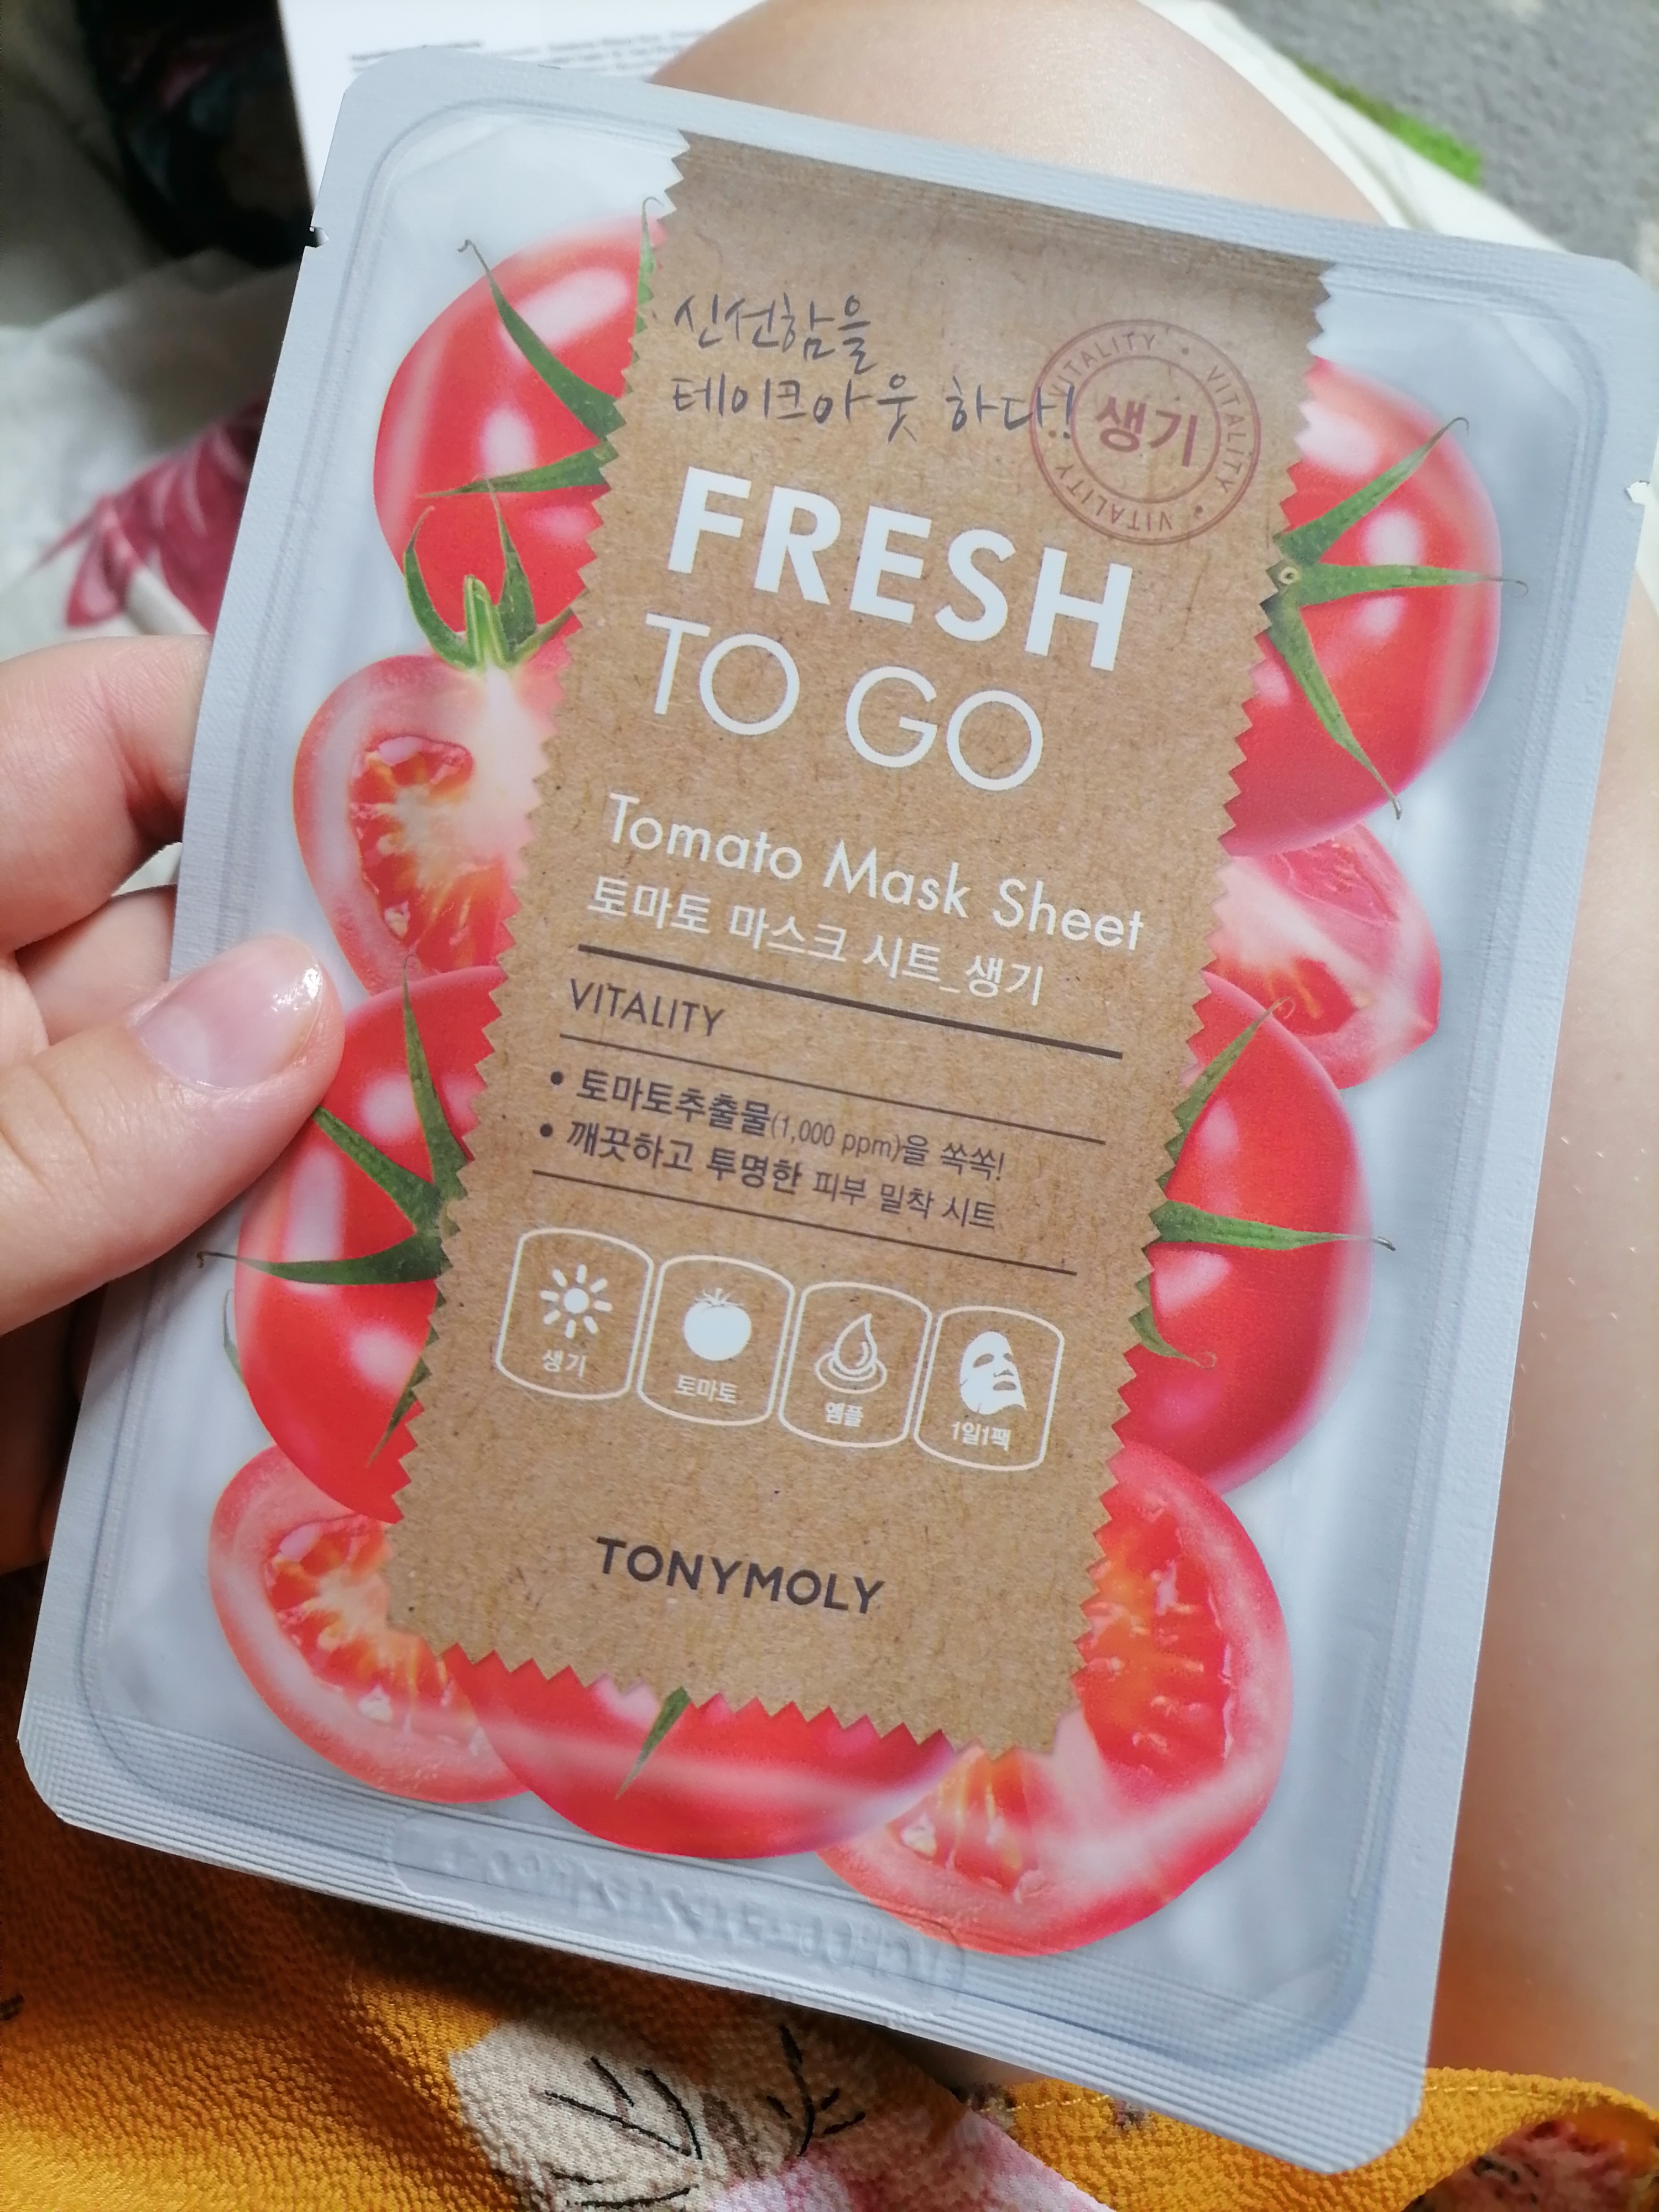 신선함을
테이크아웃 하다!
VITALITY • VITALITY • VITALITY • VITALITY
생기
FRESH
TO GO
Tomato Mask Sheet
토마토 마스크 시트_생기
VITALITY
• 토마토추출물(1,000 ppm)을 쏙쏙!
• 깨끗하고 투명한 피부 밀착 시트
생기
토마토
앰플
1일1팩
TONYMOLY